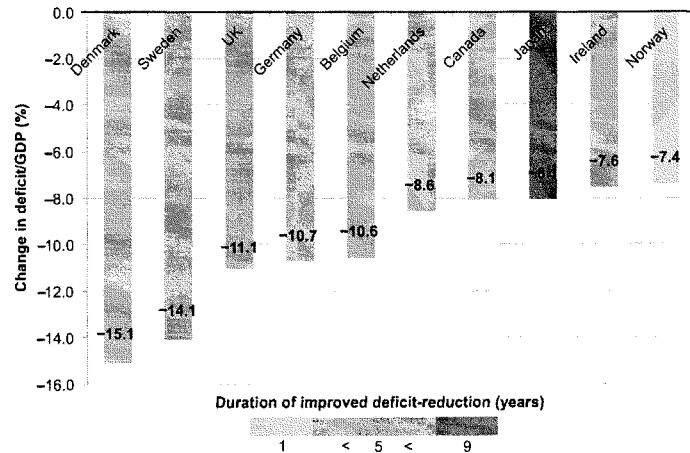 0.0
−2.0
−4.0
−6.0
−8.0
−10.0
−12.0
−14.0
−16.0
Change in deficit/GDP (%)
Denmark
Sweden
UK
Germany
Belgium
Netherlands
Canada
Japan
Ireland
Norway
−15.1
−14.1
−11.1
−10.7
−10.6
−8.6
−8.1
−7.6
−7.4
Duration of improved deficit-reduction (years)
1 < 5 < 9